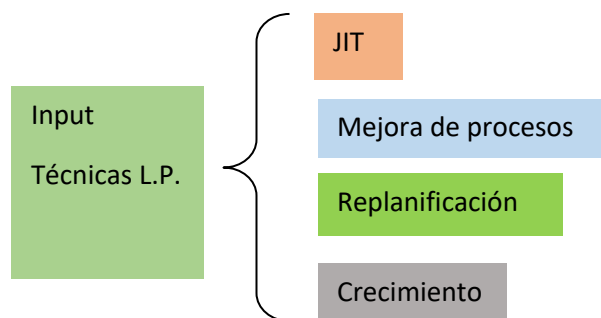 Input
Técnicas L.P.
JIT
Mejora de procesos
Replanificación
Crecimiento